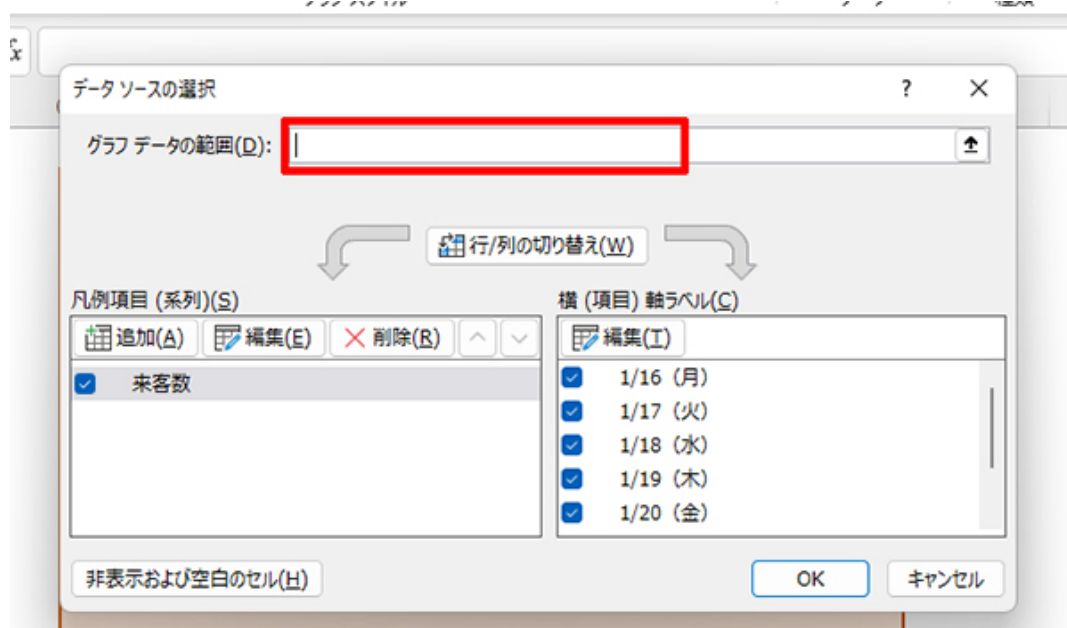 fx
データ ソースの選択 ?
グラフ データの範囲(D):
行/列の切り替え(W)
凡例項目 (系列)(S)
横 (項目) 軸ラベル(C)
追加(A) 編集(E) 削除(R)
編集(T)
来客数
1/16（月）
1/17（火）
1/18（水）
1/19（木）
1/20（金）
非表示および空白のセル(H)
OK
キャンセル